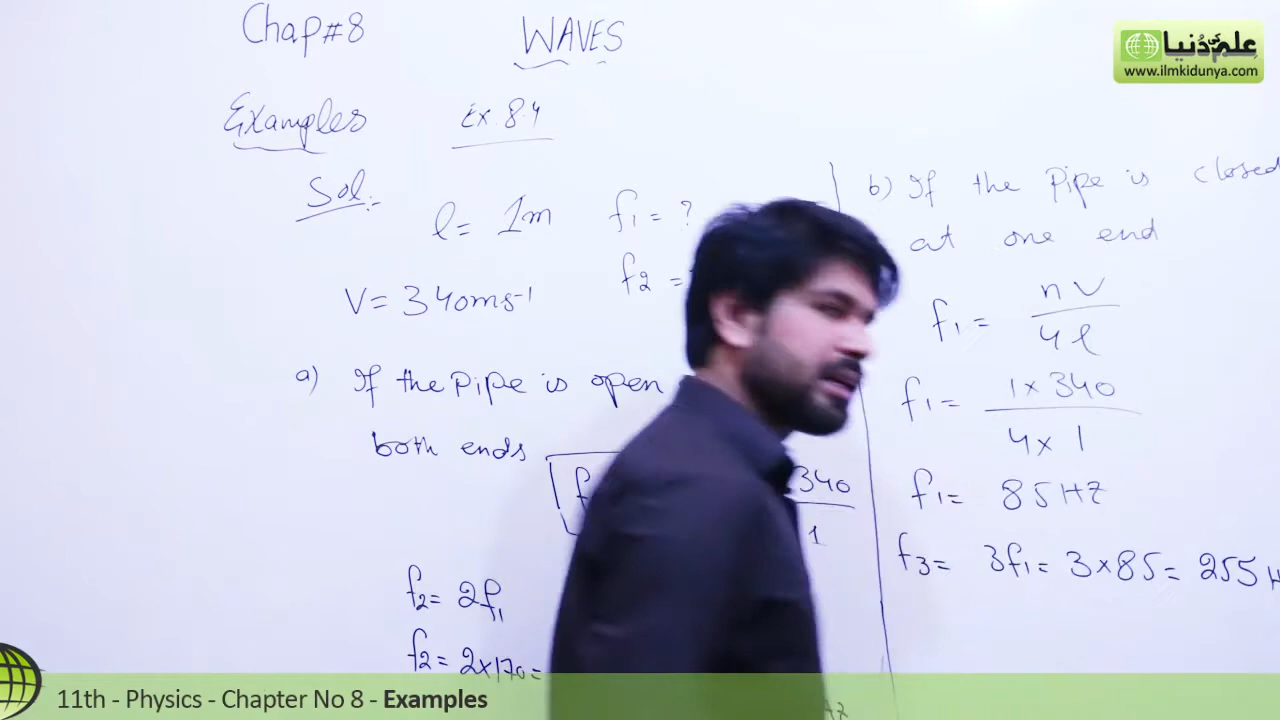 Chap#8 WAVES
علم کی دُنیا
www.ilmkidunya.com
Examples Ex. 8.4
Sol:-
l = 1m f₁ = ?
V = 340ms⁻¹ f₂ =
a) If the Pipe is open
both ends
340
1
f₂ = 2f₁
f₂ = 2×170 =
b) If the Pipe is closed
at one end
f₁ = nV / 4l
f₁ = 1×340 / 4×1
f₁ = 85Hz
f₃ = 3f₁ = 3×85 = 255 H
11th - Physics - Chapter No 8 - Examples